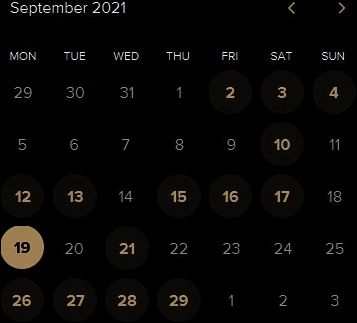 September 2021 < >
MON TUE WED THU FRI SAT SUN
29 30 31 1 2 3 4
5 6 7 8 9 10 11
12 13 14 15 16 17 18
19 20 21 22 23 24 25
26 27 28 29 1 2 3